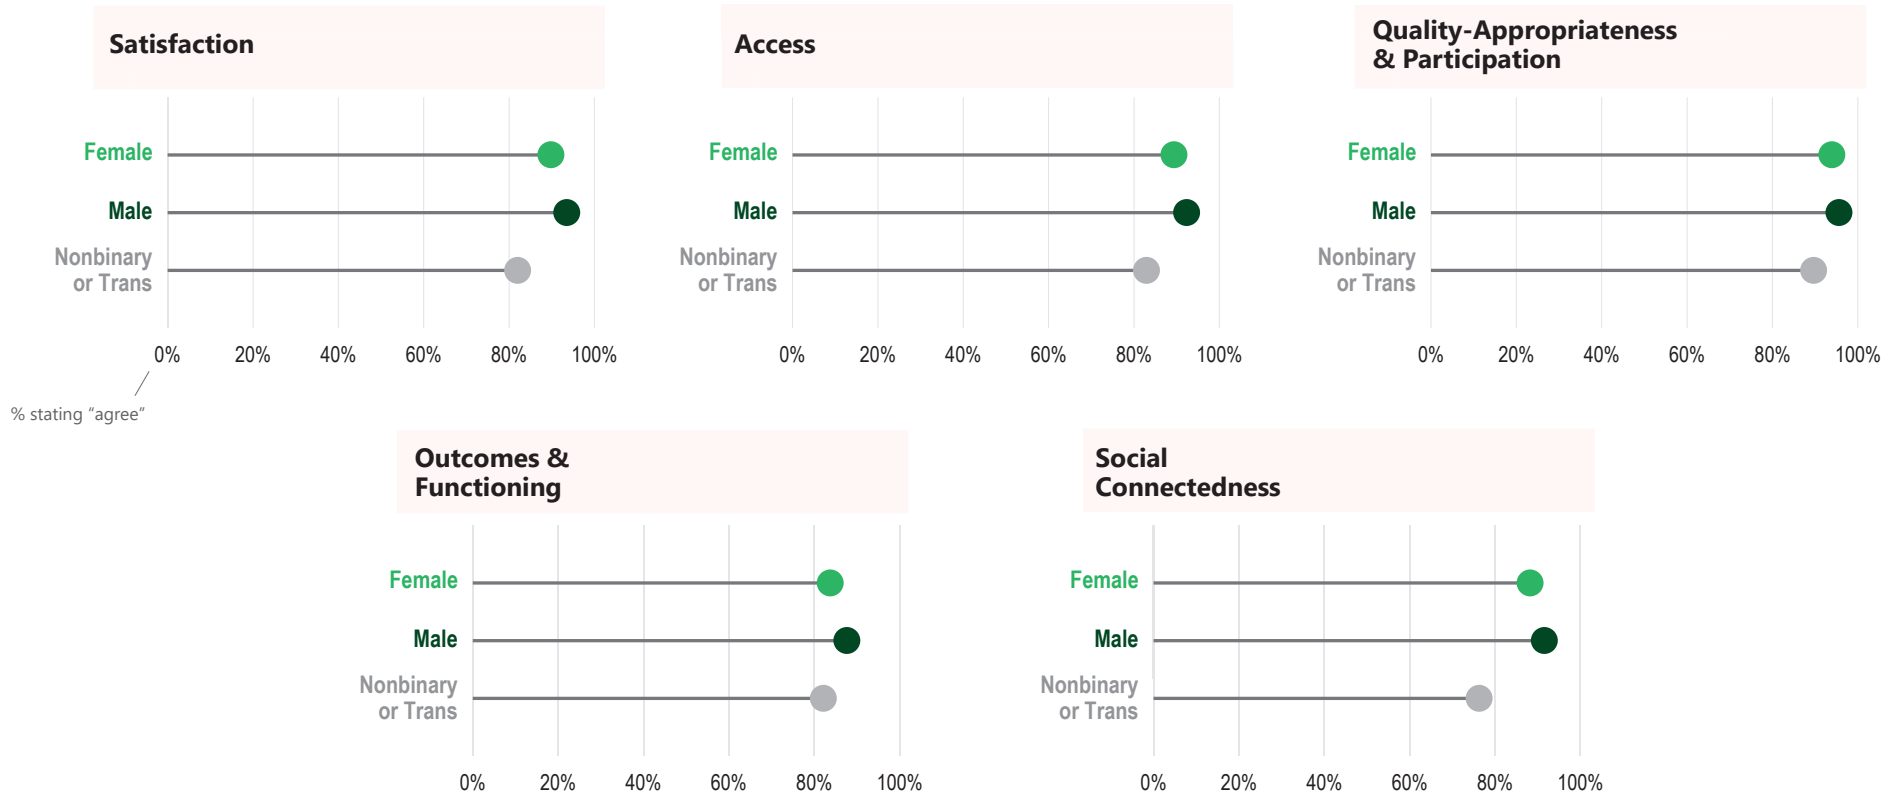 Satisfaction
Female
Male
Nonbinary
or Trans
0% 20% 40% 60% 80% 100%
% stating “agree”
Access
Female
Male
Nonbinary
or Trans
0% 20% 40% 60% 80% 100%
Quality-Appropriateness
& Participation
Female
Male
Nonbinary
or Trans
0% 20% 40% 60% 80% 100%
Outcomes &
Functioning
Female
Male
Nonbinary
or Trans
0% 20% 40% 60% 80% 100%
Social
Connectedness
Female
Male
Nonbinary
or Trans
0% 20% 40% 60% 80% 100%